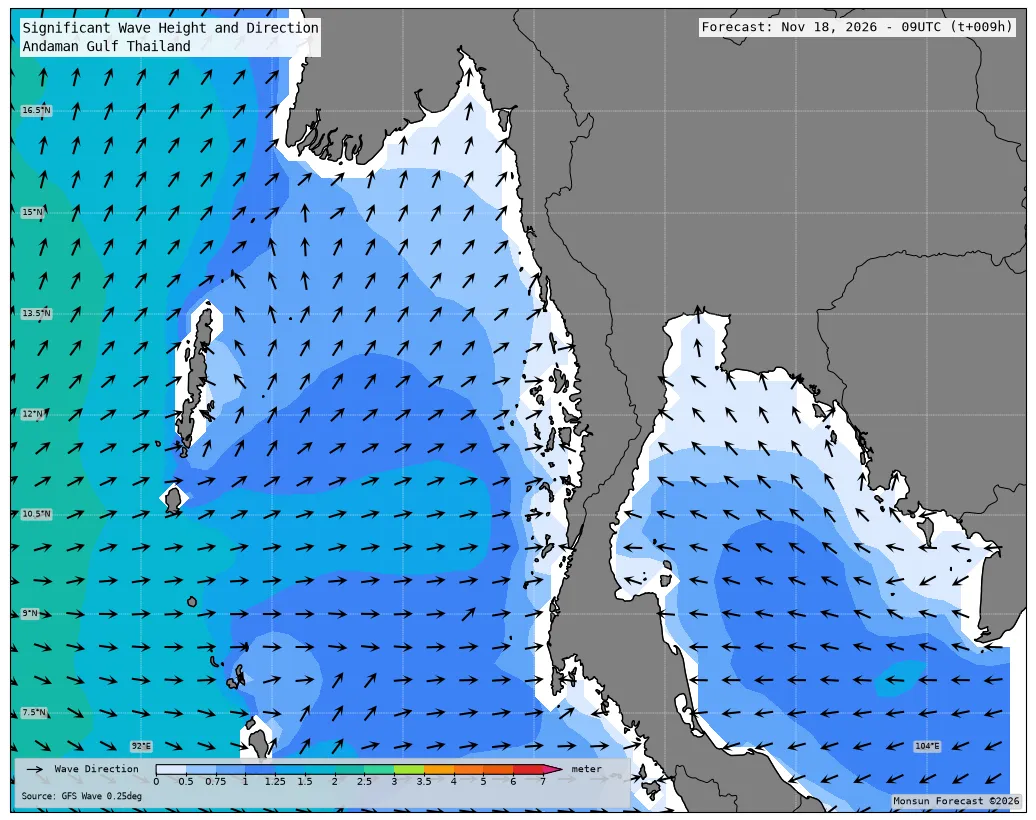 Significant Wave Height and Direction
Andaman Gulf Thailand
Forecast: Nov 18, 2026 - 09UTC (t+009h)
16.5°N
15°N
13.5°N
12°N
10.5°N
9°N
7.5°N
92°E
104°E
Wave Direction
0.5 0.75 1 1.25 1.5 2 2.5 3 3.5 4 5 6 7
meter
Source: GFS Wave 0.25deg
Monsun Forecast ©2026